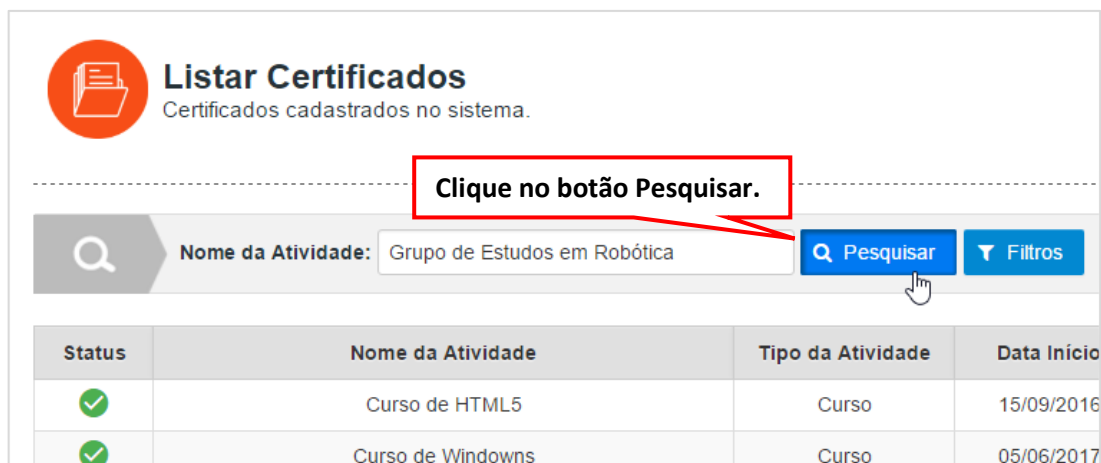 Listar Certificados
Certificados cadastrados no sistema.
Clique no botão Pesquisar.
Nome da Atividade: Grupo de Estudos em Robótica Pesquisar Filtros
Status Nome da Atividade Tipo da Atividade Data Início
Curso de HTML5 Curso 15/09/2016
Curso de Windowns Curso 05/06/2017